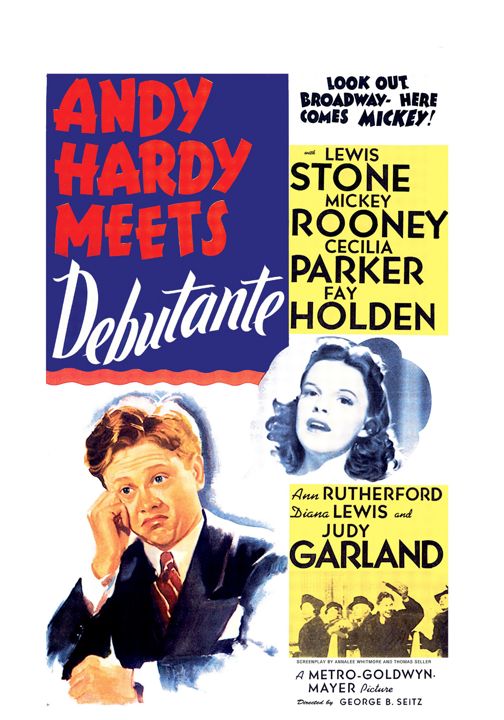 ANDY
HARDY
MEETS
Debutante
LOOK OUT
BROADWAY- HERE
COMES MICKEY!
with LEWIS
STONE
MICKEY
ROONEY
CECILIA
PARKER
FAY
HOLDEN
Ann RUTHERFORD
Diana LEWIS and
JUDY
GARLAND
SCREENPLAY BY ANNALEE WHITMORE AND THOMAS SELLER
A METRO-GOLDWYN-
MAYER Picture
Directed by GEORGE B. SEITZ